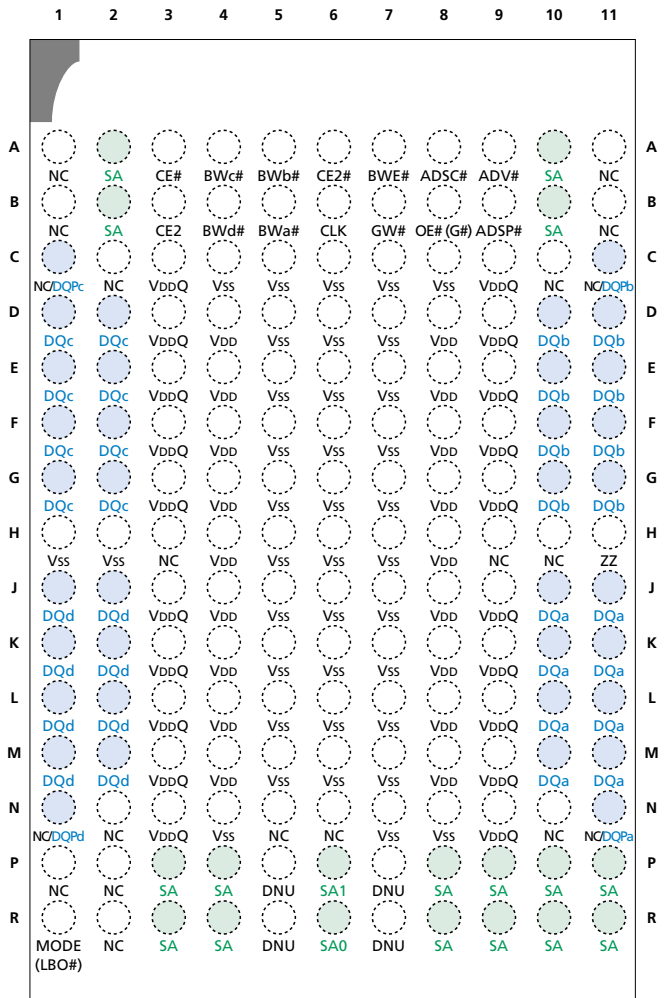 1 2 3 4 5 6 7 8 9 10 11
A A
NC SA CE# BWc# BWb# CE2# BWE# ADSC# ADV# SA NC
B B
NC SA CE2 BWd# BWa# CLK GW# OE# (G#) ADSP# SA NC
C C
NC/DQPc NC VDDQ Vss Vss Vss Vss Vss VDDQ NC NC/DQPb
D D
DQc DQc VDDQ VDD Vss Vss Vss VDD VDDQ DQb DQb
E E
DQc DQc VDDQ VDD Vss Vss Vss VDD VDDQ DQb DQb
F F
DQc DQc VDDQ VDD Vss Vss Vss VDD VDDQ DQb DQb
G G
DQc DQc VDDQ VDD Vss Vss Vss VDD VDDQ DQb DQb
H H
Vss Vss NC VDD Vss Vss Vss VDD NC NC ZZ
J J
DQd DQd VDDQ VDD Vss Vss Vss VDD VDDQ DQa DQa
K K
DQd DQd VDDQ VDD Vss Vss Vss VDD VDDQ DQa DQa
L L
DQd DQd VDDQ VDD Vss Vss Vss VDD VDDQ DQa DQa
M M
DQd DQd VDDQ VDD Vss Vss Vss VDD VDDQ DQa DQa
N N
NC/DQPd NC VDDQ Vss NC NC Vss Vss VDDQ NC NC/DQPa
P P
NC NC SA SA DNU SA1 DNU SA SA SA SA
R R
MODE NC SA SA DNU SA0 DNU SA SA SA SA
(LBO#)